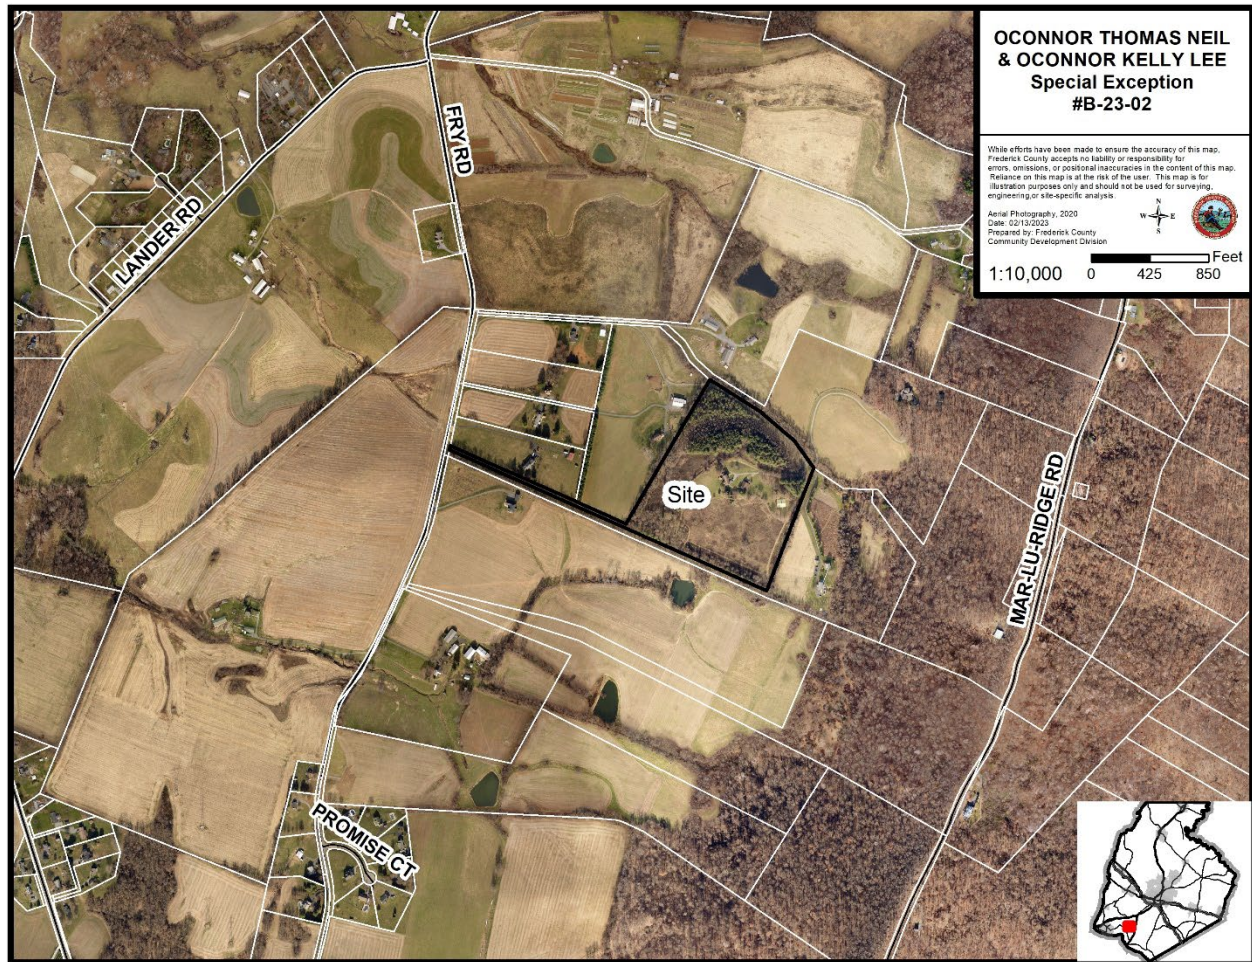 OCONNOR THOMAS NEIL
& OCONNOR KELLY LEE
Special Exception
#B-23-02
While efforts have been made to ensure the accuracy of this map,
Frederick County accepts no liability or responsibility for
errors, omissions, or positional inaccuracies in the content of this map.
Reliance on this map is at the risk of the user. This map is for
illustration purposes only and should not be used for surveying,
engineering,or site-specific analysis.
Aerial Photography, 2020
Date: 02/13/2023
Prepared by: Frederick County
Community Development Division
N
W E
S
1:10,000
Feet
0 425 850
FRY RD
LANDER RD
Site
MAR-LU-RIDGE RD
PROMISE CT